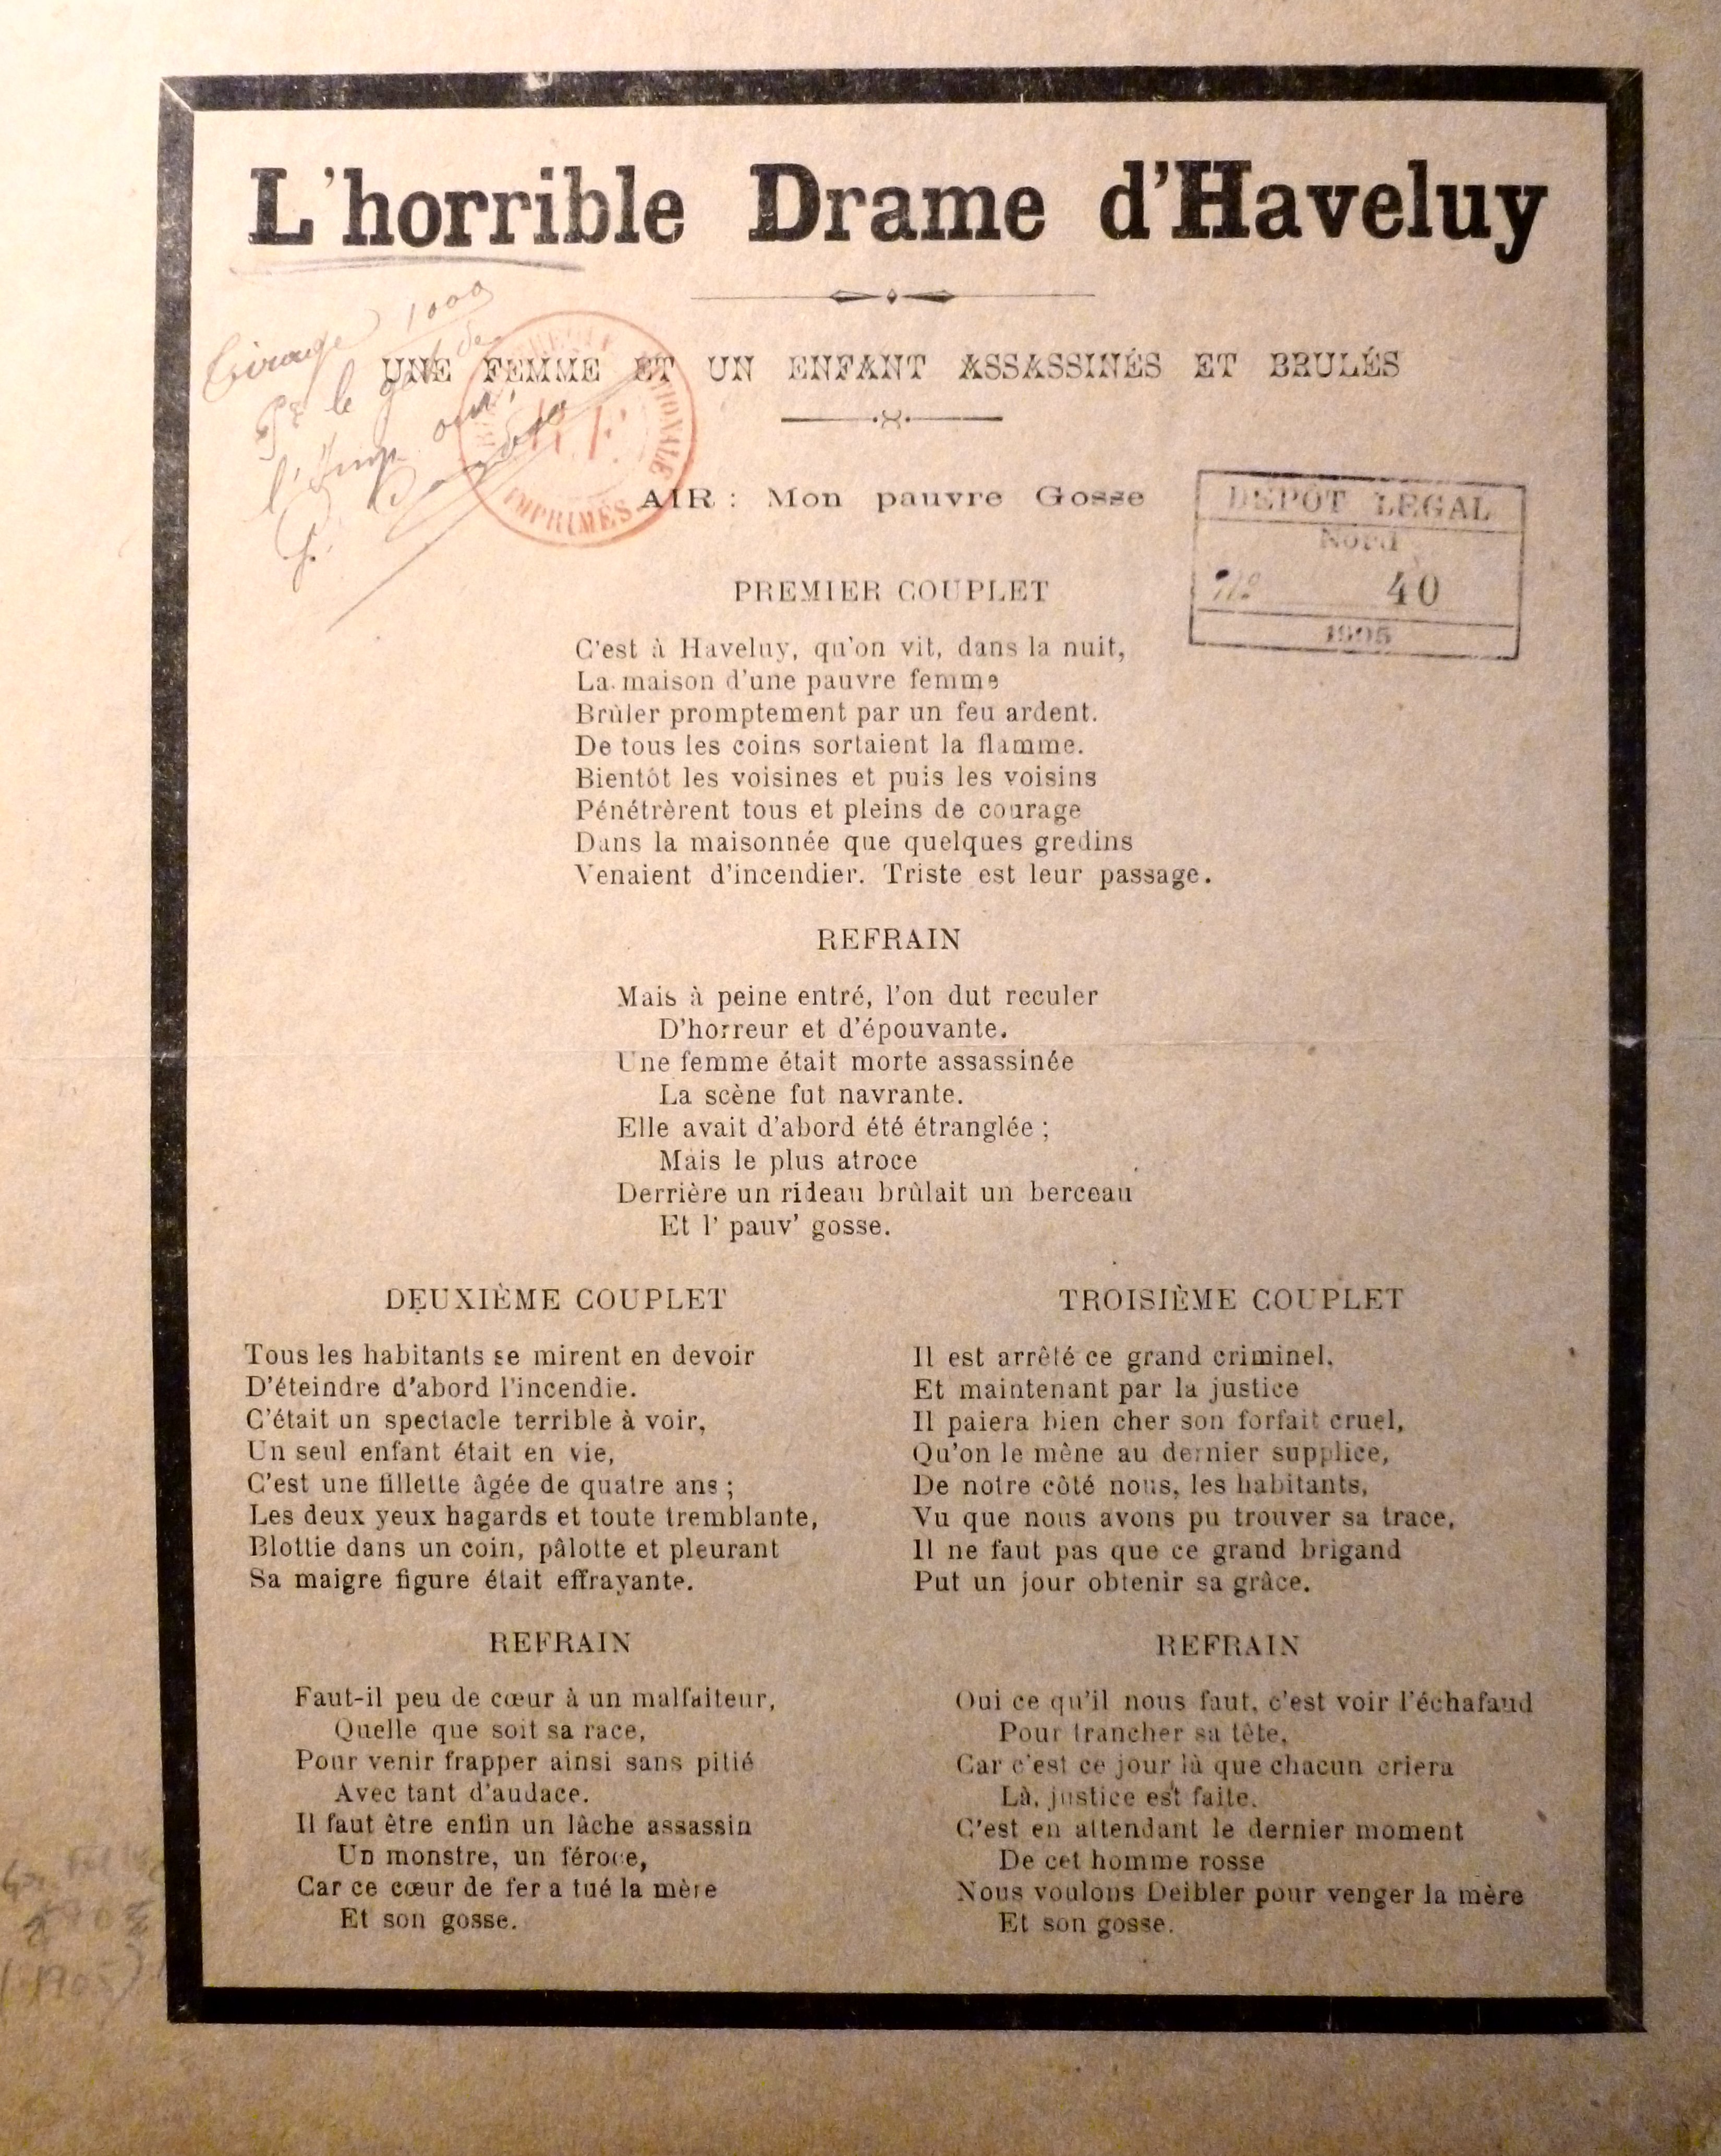 L'horrible Drame d'Haveluy
Tirage 1000
UNE FEMME ET UN ENFANT ASSASSINÉS ET BRULÉS
RF
IMPRIMÉS
AIR : Mon pauvre Gosse
DEPOT LEGAL
Nord
No 40
1905
PREMIER COUPLET
C'est à Haveluy, qu'on vit, dans la nuit,
La maison d'une pauvre femme
Brûler promptement par un feu ardent.
De tous les coins sortaient la flamme.
Bientôt les voisines et puis les voisins
Pénétrèrent tous et pleins de courage
Dans la maisonnée que quelques gredins
Venaient d'incendier. Triste est leur passage.
REFRAIN
Mais à peine entré, l'on dut reculer
D'horreur et d'épouvante.
Une femme était morte assassinée
La scène fut navrante.
Elle avait d'abord été étranglée ;
Mais le plus atroce
Derrière un rideau brûlait un berceau
Et l' pauv' gosse.
DEUXIÈME COUPLET
Tous les habitants se mirent en devoir
D'éteindre d'abord l'incendie.
C'était un spectacle terrible à voir,
Un seul enfant était en vie,
C'est une fillette âgée de quatre ans ;
Les deux yeux hagards et toute tremblante,
Blottie dans un coin, pâlotte et pleurant
Sa maigre figure était effrayante.
REFRAIN
Faut-il peu de cœur à un malfaiteur,
Quelle que soit sa race,
Pour venir frapper ainsi sans pitié
Avec tant d'audace.
Il faut être enfin un lâche assassin
Un monstre, un féroce,
Car ce cœur de fer a tué la mère
Et son gosse.
TROISIÈME COUPLET
Il est arrêté ce grand criminel,
Et maintenant par la justice
Il paiera bien cher son forfait cruel,
Qu'on le mène au dernier supplice,
De notre côté nous, les habitants,
Vu que nous avons pu trouver sa trace,
Il ne faut pas que ce grand brigand
Put un jour obtenir sa grâce.
REFRAIN
Oui ce qu'il nous faut, c'est voir l'échafaud
Pour trancher sa tête,
Car c'est ce jour là que chacun criera
Là, justice est faite.
C'est en attendant le dernier moment
De cet homme rosse
Nous voulons Deibler pour venger la mère
Et son gosse.
(1905)